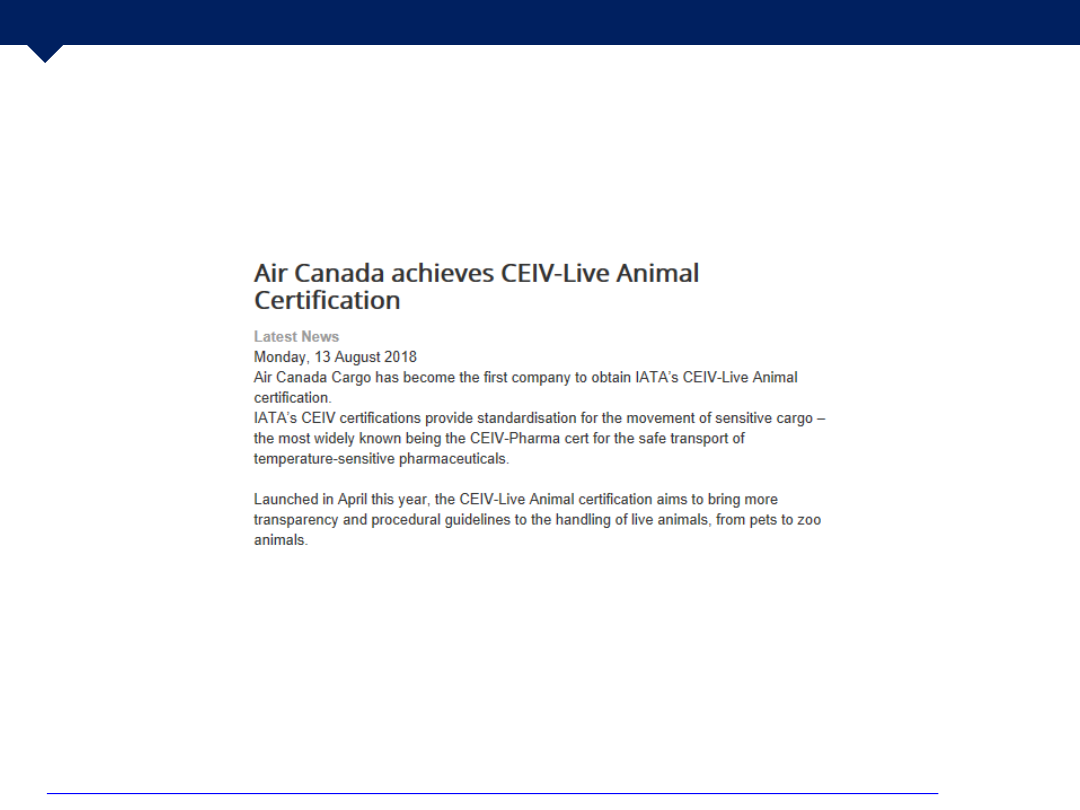 Air Canada achieves CEIV-Live Animal
Certification
Latest News
Monday, 13 August 2018
Air Canada Cargo has become the first company to obtain IATA’s CEIV-Live Animal
certification.
IATA’s CEIV certifications provide standardisation for the movement of sensitive cargo –
the most widely known being the CEIV-Pharma cert for the safe transport of
temperature-sensitive pharmaceuticals.
Launched in April this year, the CEIV-Live Animal certification aims to bring more
transparency and procedural guidelines to the handling of live animals, from pets to zoo
animals.